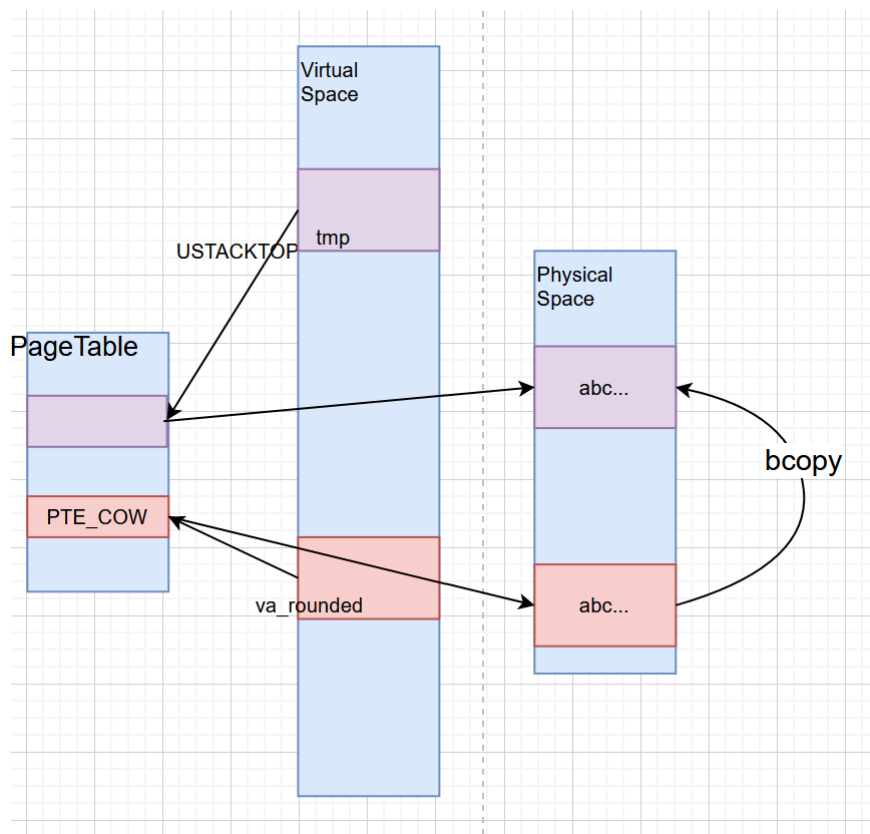 Virtual
Space
tmp
USTACKTOP
Physical
Space
PageTable
abc...
bcopy
PTE_COW
va_rounded
abc...